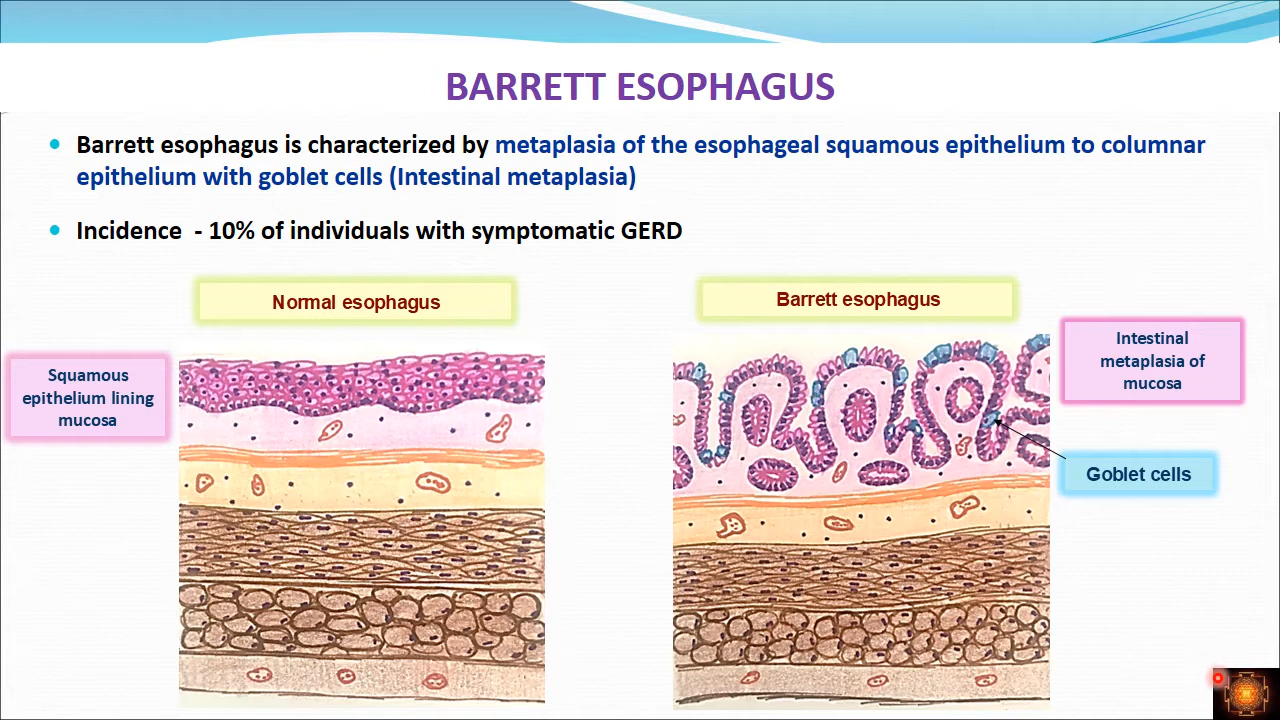 BARRETT ESOPHAGUS
• Barrett esophagus is characterized by metaplasia of the esophageal squamous epithelium to columnar
epithelium with goblet cells (Intestinal metaplasia)
• Incidence  - 10% of individuals with symptomatic GERD
Normal esophagus
Barrett esophagus
Squamous
epithelium lining
mucosa
Intestinal
metaplasia of
mucosa
Goblet cells